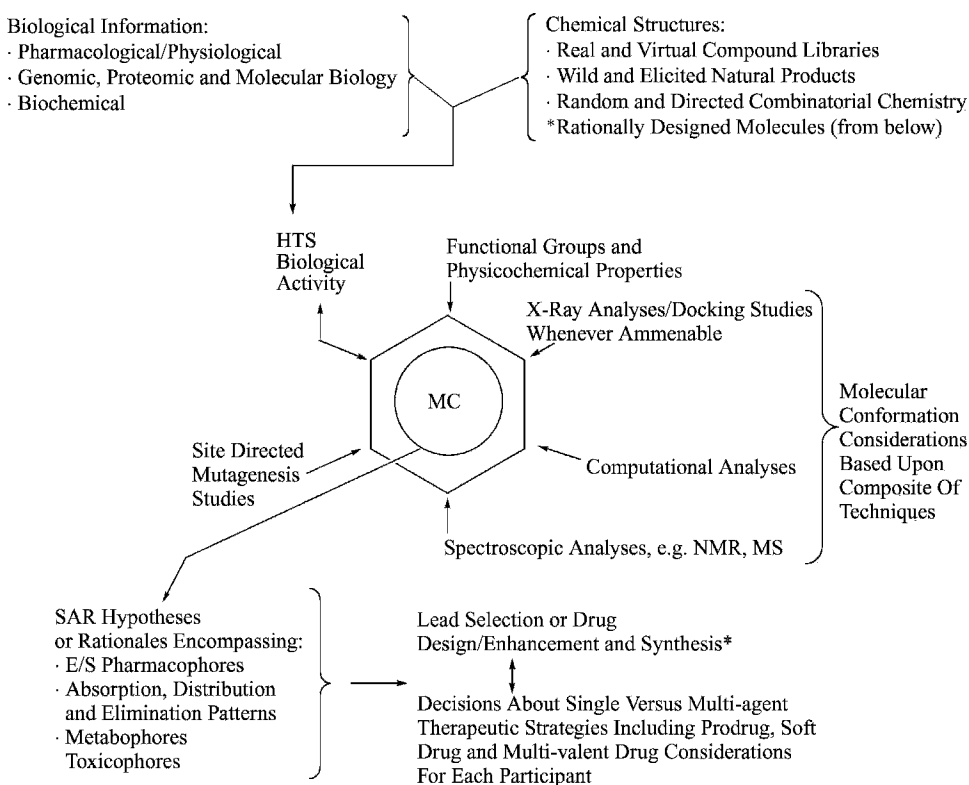 Biological Information:
· Pharmacological/Physiological
· Genomic, Proteomic and Molecular Biology
· Biochemical
Chemical Structures:
· Real and Virtual Compound Libraries
· Wild and Elicited Natural Products
· Random and Directed Combinatorial Chemistry
*Rationally Designed Molecules (from below)
HTS
Biological
Activity
Functional Groups and
Physicochemical Properties
X-Ray Analyses/Docking Studies
Whenever Ammenable
MC
Molecular
Conformation
Considerations
Based Upon
Composite Of
Techniques
Site Directed
Mutagenesis
Studies
Computational Analyses
Spectroscopic Analyses, e.g. NMR, MS
SAR Hypotheses
or Rationales Encompassing:
· E/S Pharmacophores
· Absorption, Distribution
and Elimination Patterns
· Metabophores
Toxicophores
Lead Selection or Drug
Design/Enhancement and Synthesis*
Decisions About Single Versus Multi-agent
Therapeutic Strategies Including Prodrug, Soft
Drug and Multi-valent Drug Considerations
For Each Participant